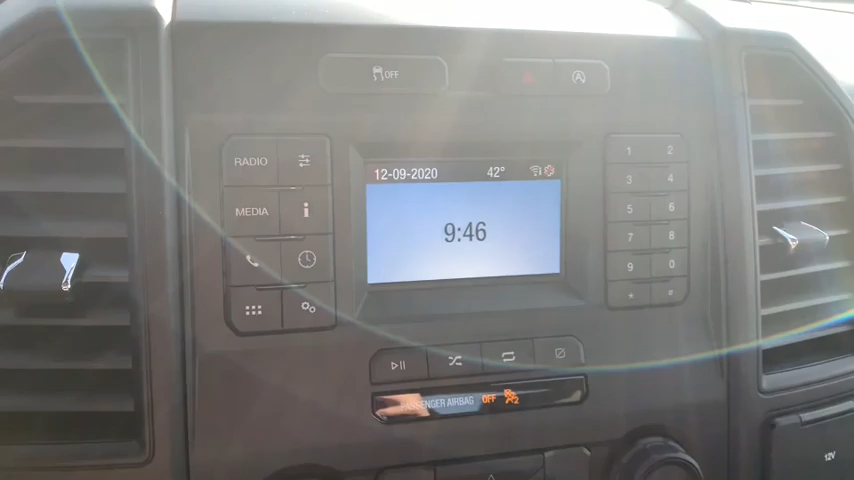 OFF
A
RADIO
12-09-2020 42°
1 2
3 4
MEDIA i
9:46
5 6
7 8
9 0
* #
PASSENGER AIRBAG OFF 2
12V